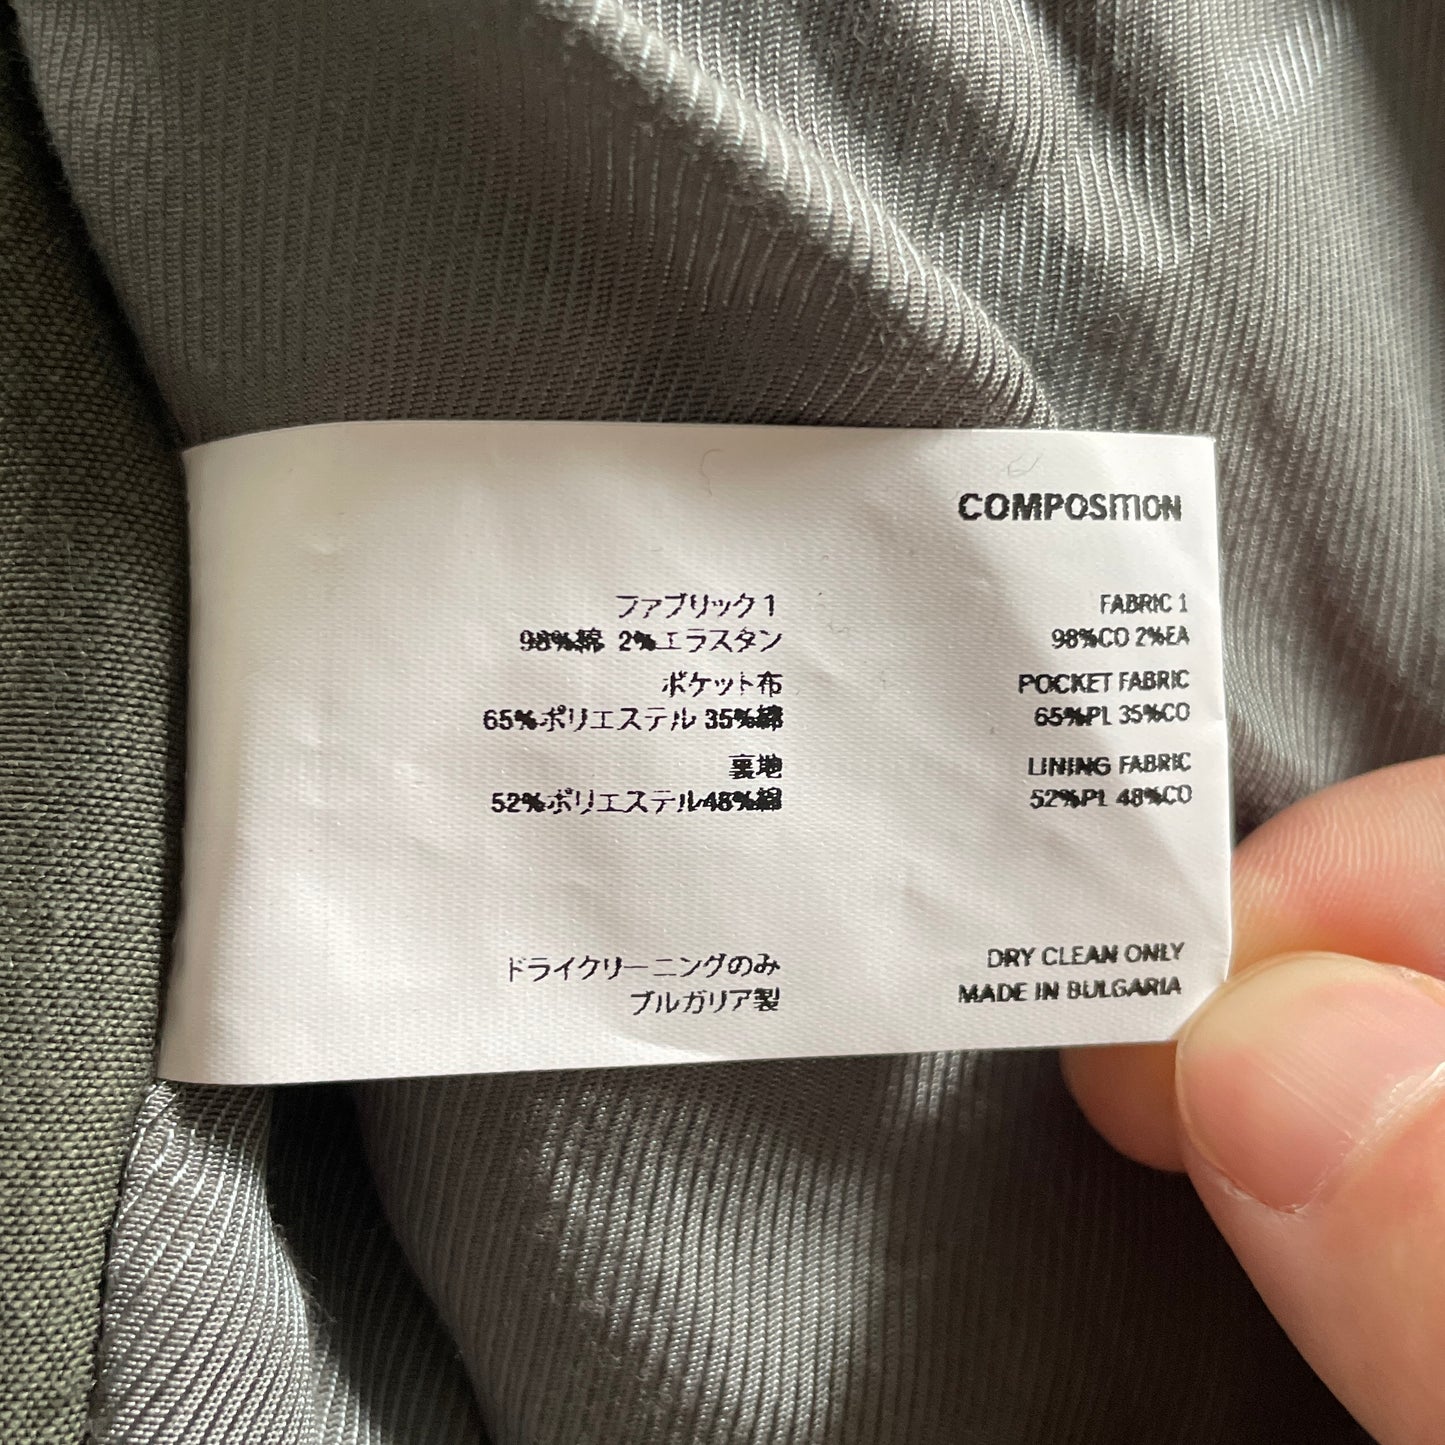 COMPOSITION
ファブリック1
98%綿 2%エラスタン
ポケット布
65%ポリエステル 35%綿
裏地
52%ポリエステル 48%綿
ドライクリーニングのみ
ブルガリア製
FABRIC 1
98%CO 2%EA
POCKET FABRIC
65%PL 35%CO
LINING FABRIC
52%PL 48%CO
DRY CLEAN ONLY
MADE IN BULGARIA